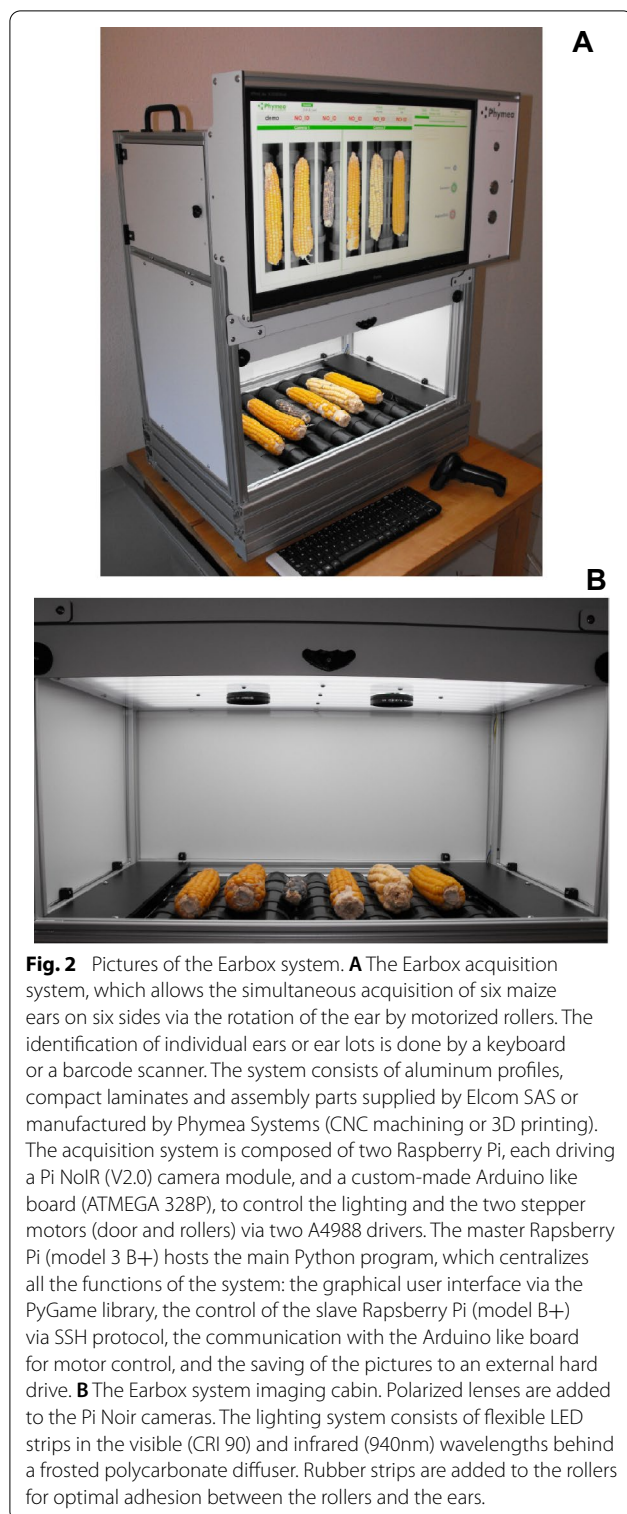 A
Phymea
demo
NO_ID
NO_ID
NO_ID
NO_ID
NO_ID
Phymea
B
Fig. 2 Pictures of the Earbox system. A The Earbox acquisition
system, which allows the simultaneous acquisition of six maize
ears on six sides via the rotation of the ear by motorized rollers. The
identification of individual ears or ear lots is done by a keyboard
or a barcode scanner. The system consists of aluminum profiles,
compact laminates and assembly parts supplied by Elcom SAS or
manufactured by Phymea Systems (CNC machining or 3D printing).
The acquisition system is composed of two Raspberry Pi, each driving
a Pi NoIR (V2.0) camera module, and a custom-made Arduino like
board (ATMEGA 328P), to control the lighting and the two stepper
motors (door and rollers) via two A4988 drivers. The master Rapsberry
Pi (model 3 B+) hosts the main Python program, which centralizes
all the functions of the system: the graphical user interface via the
PyGame library, the control of the slave Rapsberry Pi (model B+)
via SSH protocol, the communication with the Arduino like board
for motor control, and the saving of the pictures to an external hard
drive. B The Earbox system imaging cabin. Polarized lenses are added
to the Pi Noir cameras. The lighting system consists of flexible LED
strips in the visible (CRI 90) and infrared (940nm) wavelengths behind
a frosted polycarbonate diffuser. Rubber strips are added to the rollers
for optimal adhesion between the rollers and the ears.